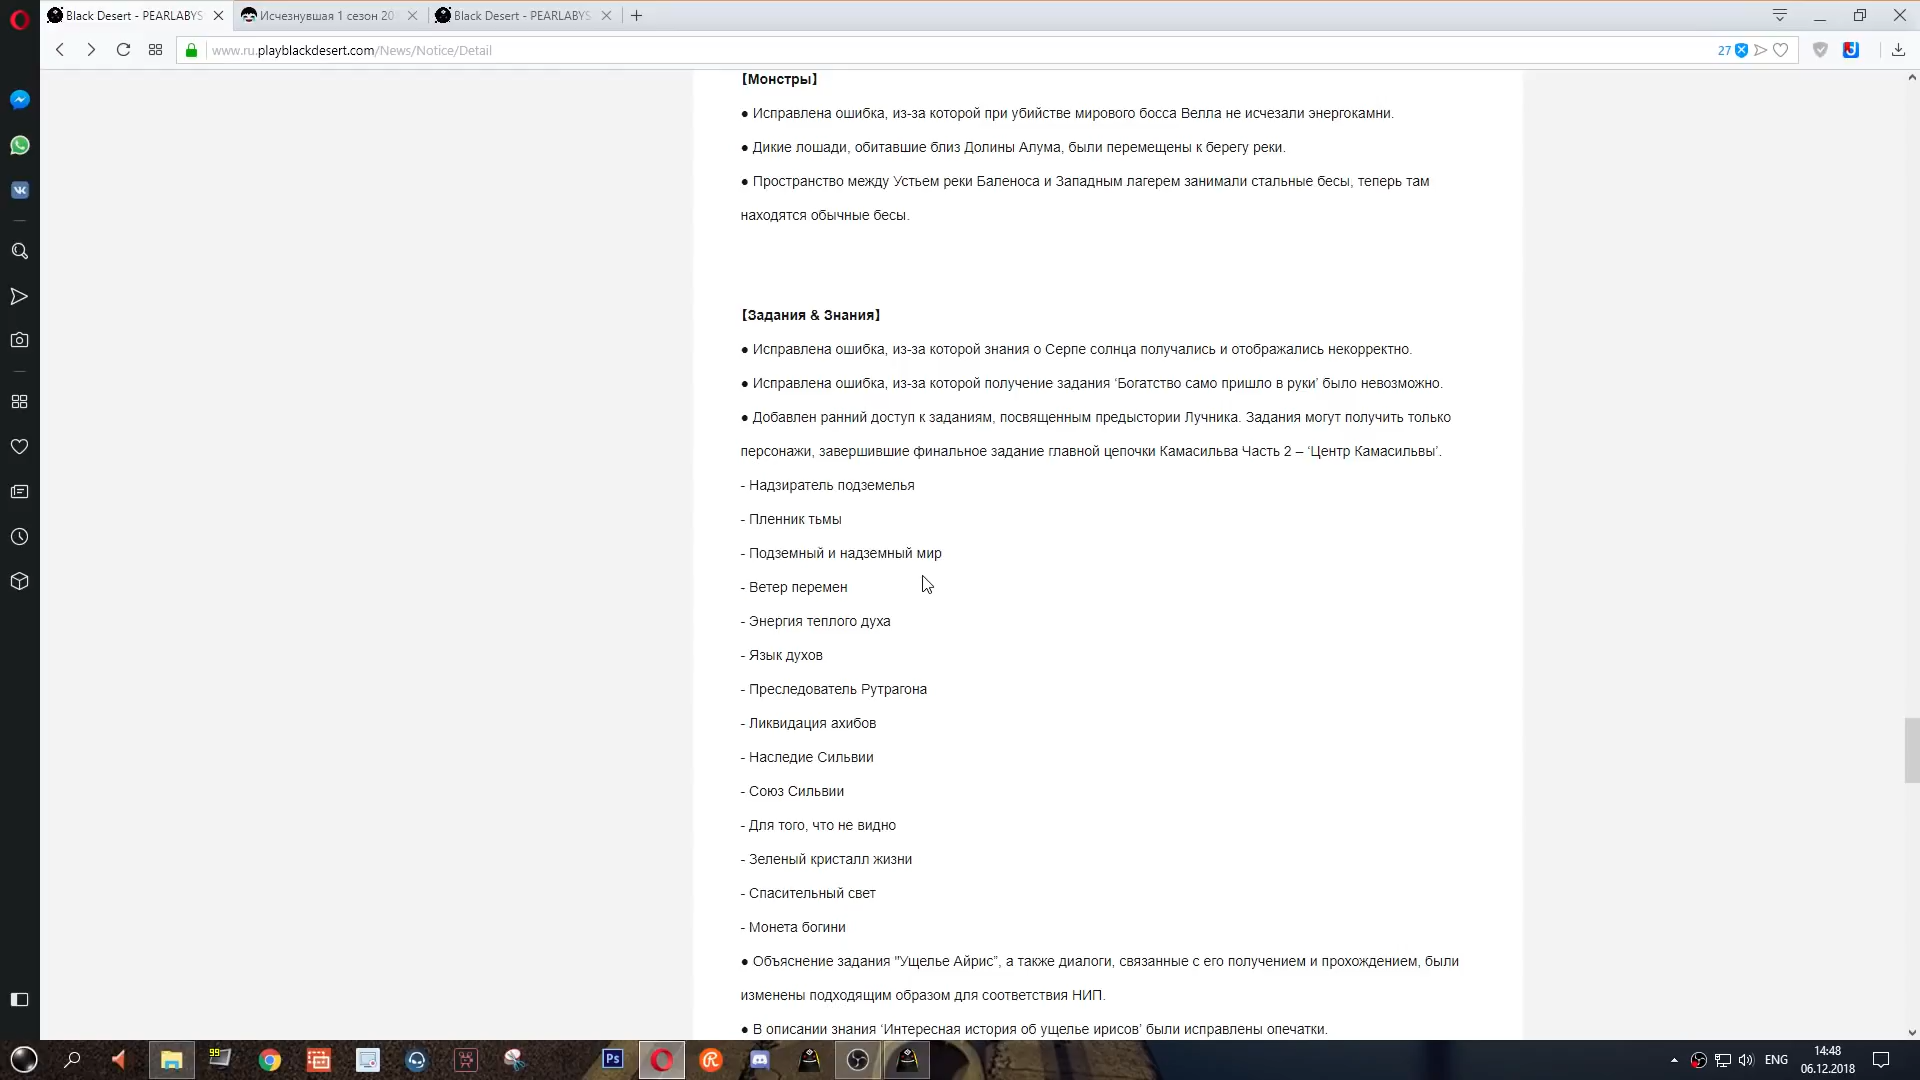 Black Desert - PEARLABYS
Исчезнувшая 1 сезон 20
Black Desert - PEARLABYS
www.ru.playblackdesert.com/News/Notice/Detail
27
【Монстры】
● Исправлена ошибка, из-за которой при убийстве мирового босса Велла не исчезали энергокамни.
● Дикие лошади, обитавшие близ Долины Алума, были перемещены к берегу реки.
● Пространство между Устьем реки Баленоса и Западным лагерем занимали стальные бесы, теперь там
находятся обычные бесы.
【Задания & Знания】
● Исправлена ошибка, из-за которой знания о Серпе солнца получались и отображались некорректно.
● Исправлена ошибка, из-за которой получение задания ‘Богатство само пришло в руки’ было невозможно.
● Добавлен ранний доступ к заданиям, посвященным предыстории Лучника. Задания могут получить только
персонажи, завершившие финальное задание главной цепочки Камасильва Часть 2 – ‘Центр Камасильвы’.
- Надзиратель подземелья
- Пленник тьмы
- Подземный и надземный мир
- Ветер перемен
- Энергия теплого духа
- Язык духов
- Преследователь Рутрагона
- Ликвидация ахибов
- Наследие Сильвии
- Союз Сильвии
- Для того, что не видно
- Зеленый кристалл жизни
- Спасительный свет
- Монета богини
● Объяснение задания "Ущелье Айрис”, а также диалоги, связанные с его получением и прохождением, были
изменены подходящим образом для соответствия НИП.
● В описании знания ‘Интересная история об ущелье ирисов’ были исправлены опечатки.
99
Ps
ENG
14:48
06.12.2018